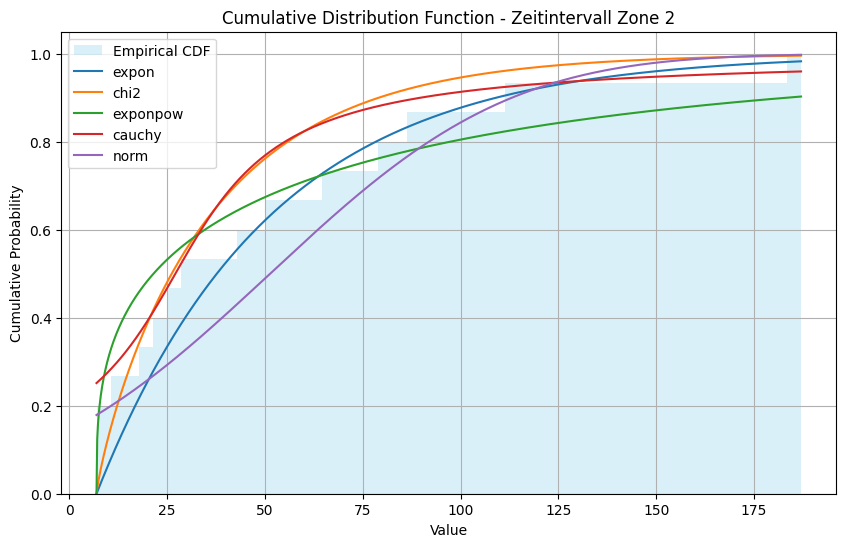 Cumulative Distribution Function - Zeitintervall Zone 2
Cumulative Probability
1.0
0.8
0.6
0.4
0.2
0.0
Empirical CDF
expon
chi2
exponpow
cauchy
norm
0 25 50 75 100 125 150 175
Value